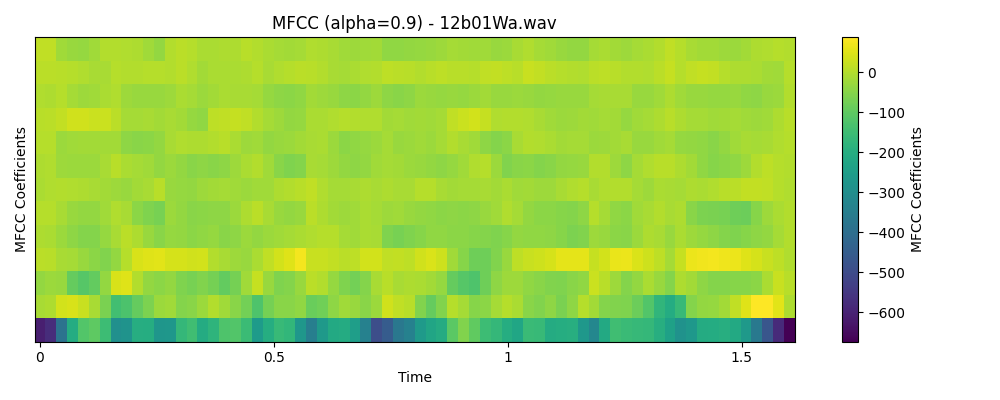 MFCC (alpha=0.9) - 12b01Wa.wav
MFCC Coefficients
0
0.5
1
1.5
Time
0
−100
−200
−300
−400
−500
−600
MFCC Coefficients